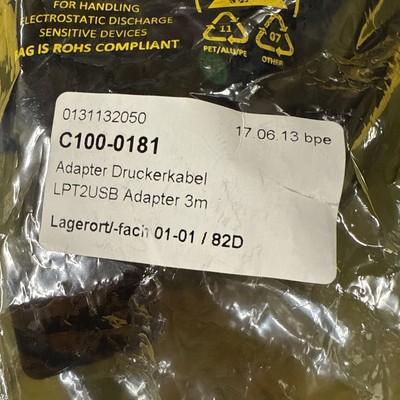 FOR HANDLING
ELECTROSTATIC DISCHARGE
SENSITIVE DEVICES
BAG IS ROHS COMPLIANT
11
PET/ALU/PE
07
OTHER
0131132050
17.06.13 bpe
C100-0181
Adapter Druckerkabel
LPT2USB Adapter 3m
Lagerort/-fach 01-01 / 82D